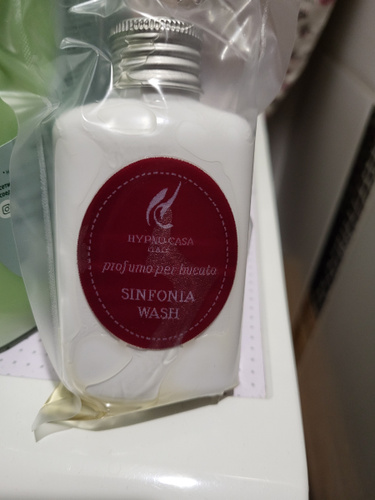 HYPNO CASA
profumo per bucato
SINFONIA
WASH